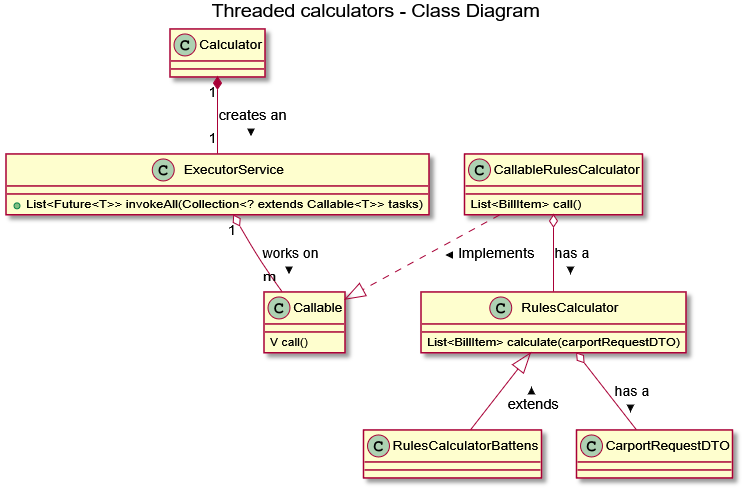 Threaded calculators - Class Diagram
C Calculator
1
creates an
1
C ExecutorService
List<Future<T>> invokeAll(Collection<? extends Callable<T>> tasks)
C CallableRulesCalculator
List<BillItem> call()
1
works on
m
Implements
has a
C Callable
V call()
C RulesCalculator
List<BillItem> calculate(carportRequestDTO)
extends
has a
C RulesCalculatorBattens
C CarportRequestDTO